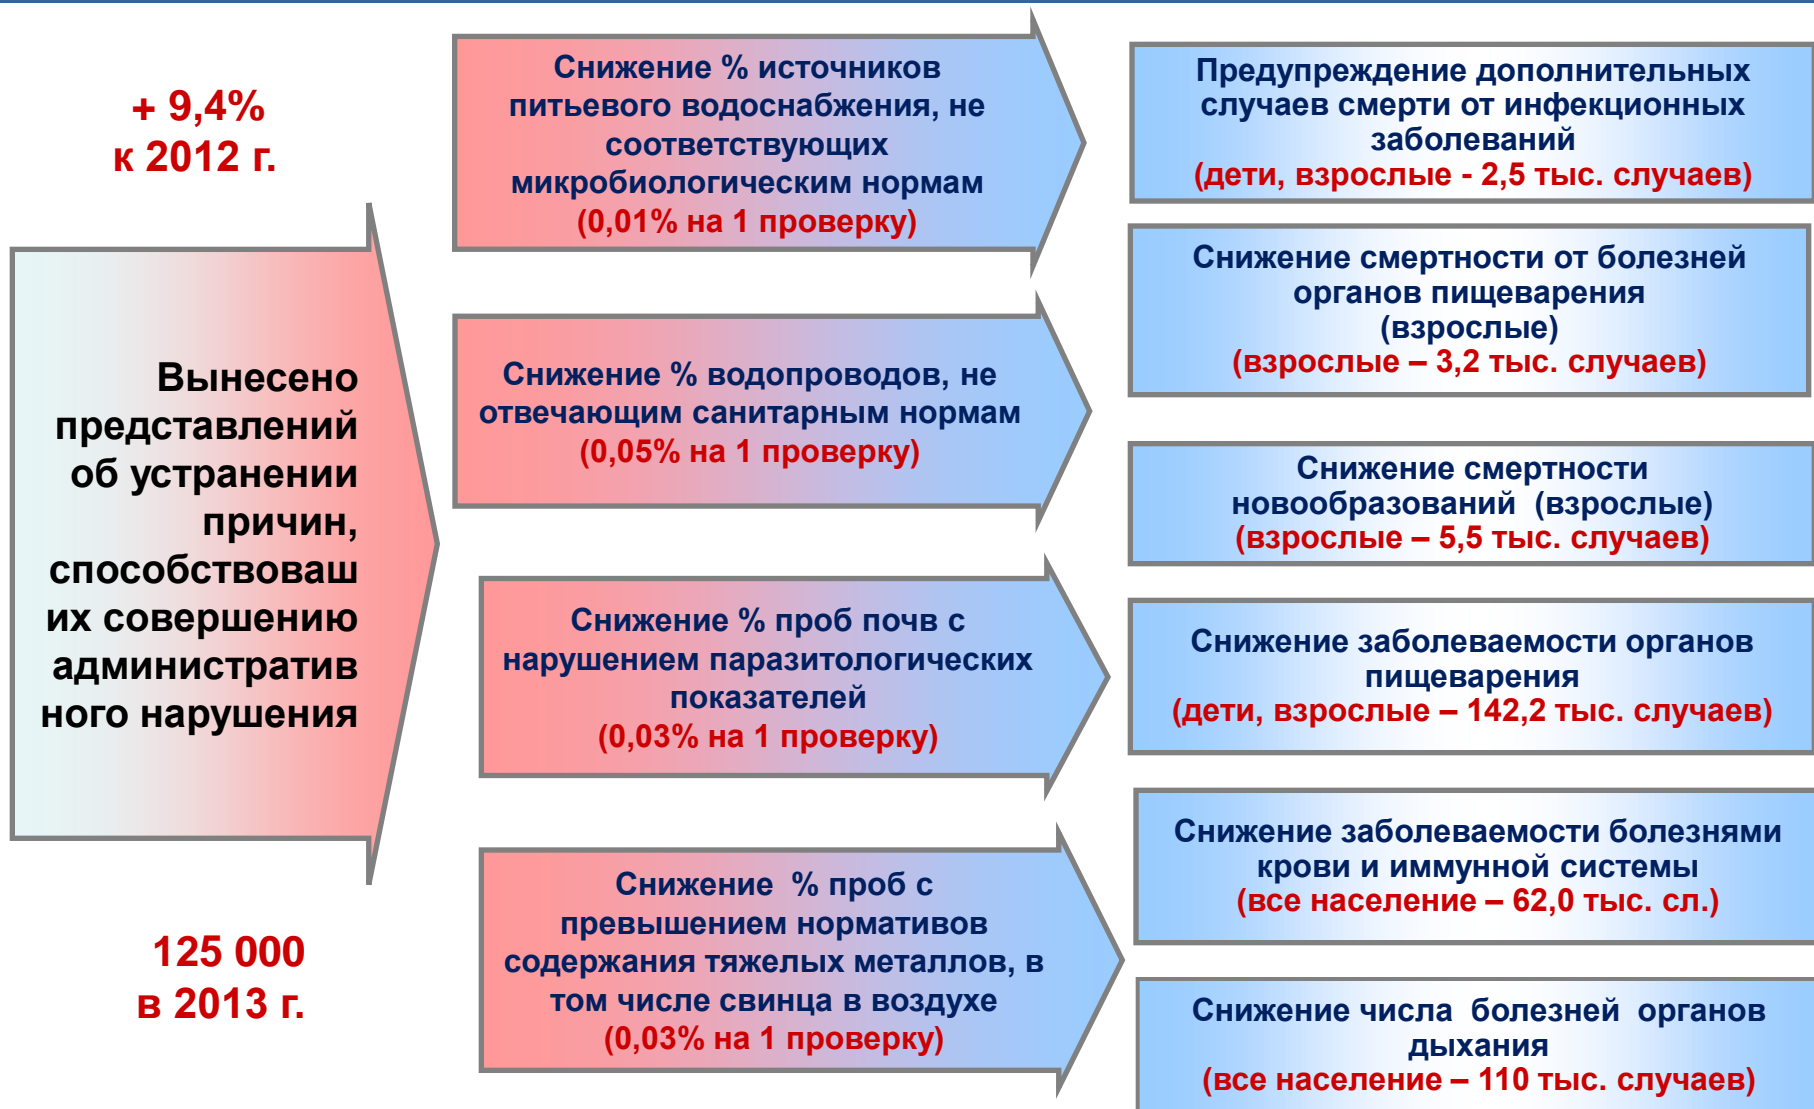 + 9,4%
к 2012 г.
Вынесено
представлений
об устранении
причин,
способствоваш
их совершению
административ
ного нарушения
125 000
в 2013 г.
Снижение % источников
питьевого водоснабжения, не
соответствующих
микробиологическим нормам
(0,01% на 1 проверку)
Снижение % водопроводов, не
отвечающим санитарным нормам
(0,05% на 1 проверку)
Снижение % проб почв с
нарушением паразитологических
показателей
(0,03% на 1 проверку)
Снижение % проб с
превышением нормативов
содержания тяжелых металлов, в
том числе свинца в воздухе
(0,03% на 1 проверку)
Предупреждение дополнительных
случаев смерти от инфекционных
заболеваний
(дети, взрослые - 2,5 тыс. случаев)
Снижение смертности от болезней
органов пищеварения
(взрослые)
(взрослые – 3,2 тыс. случаев)
Снижение смертности
новообразований (взрослые)
(взрослые – 5,5 тыс. случаев)
Снижение заболеваемости органов
пищеварения
(дети, взрослые – 142,2 тыс. случаев)
Снижение заболеваемости болезнями
крови и иммунной системы
(все население – 62,0 тыс. сл.)
Снижение числа болезней органов
дыхания
(все население – 110 тыс. случаев)